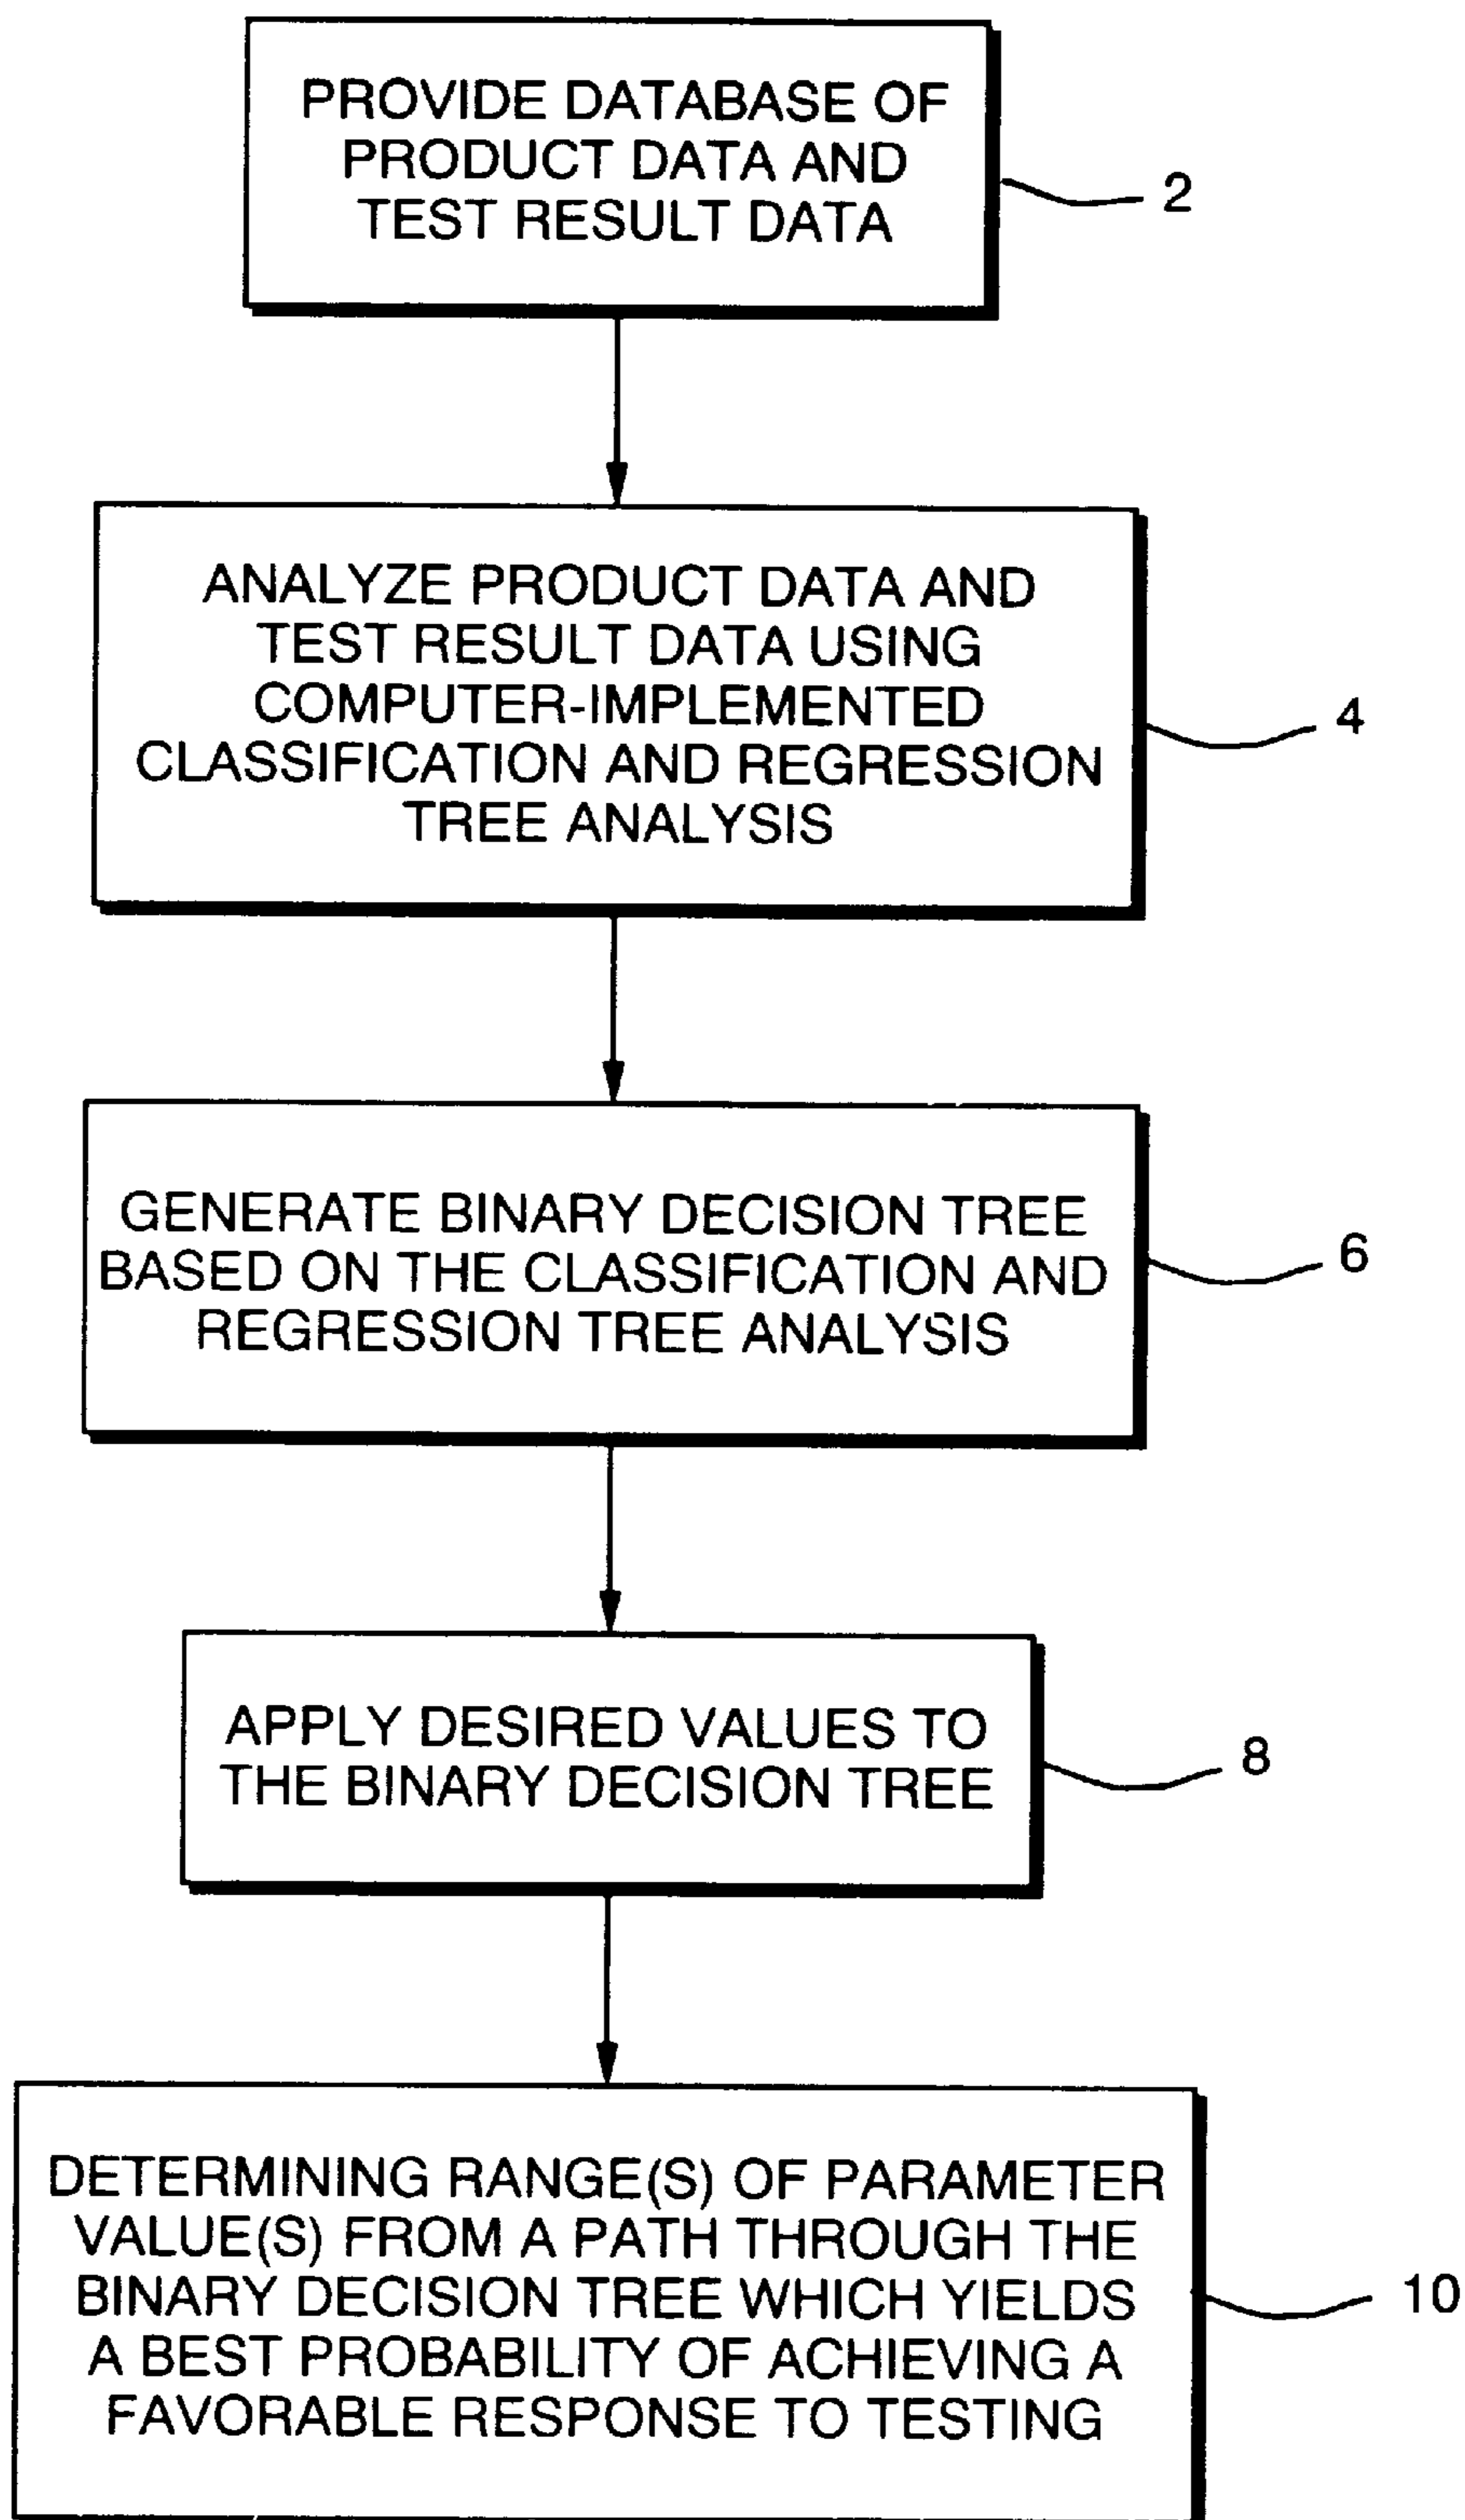 PROVIDE DATABASE OF
PRODUCT DATA AND
TEST RESULT DATA
2
ANALYZE PRODUCT DATA AND
TEST RESULT DATA USING
COMPUTER-IMPLEMENTED
CLASSIFICATION AND REGRESSION
TREE ANALYSIS
4
GENERATE BINARY DECISION TREE
BASED ON THE CLASSIFICATION AND
REGRESSION TREE ANALYSIS
6
APPLY DESIRED VALUES TO
THE BINARY DECISION TREE
8
DETERMINING RANGE(S) OF PARAMETER
VALUE(S) FROM A PATH THROUGH THE
BINARY DECISION TREE WHICH YIELDS
A BEST PROBABILITY OF ACHIEVING A
FAVORABLE RESPONSE TO TESTING
10